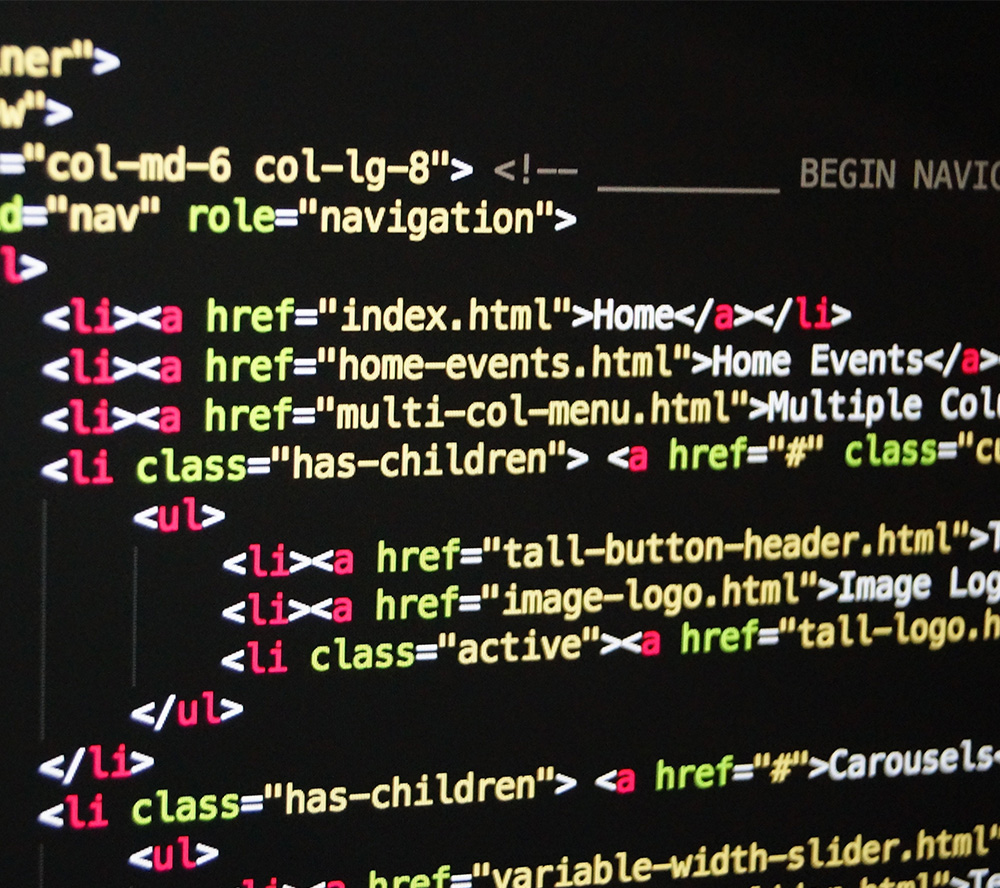 ner">
w">
="col-md-6 col-lg-8"> <!-- __________ BEGIN NAVIG
d="nav" role="navigation">
l>
<li><a href="index.html">Home</a></li>
<li><a href="home-events.html">Home Events</a>
<li><a href="multi-col-menu.html">Multiple Col
<li class="has-children"> <a href="#" class="cu
<ul>
<li><a href="tall-button-header.html">T
<li><a href="image-logo.html">Image Log
<li class="active"><a href="tall-logo.h
</ul>
</li>
<li class="has-children"> <a href="#">Carousels<
<ul>
<li><a href="variable-width-slider.html"